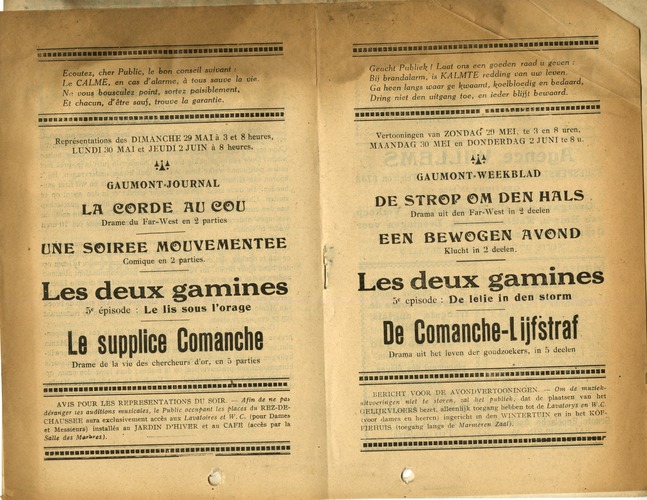 Ecoutez, cher Public, le bon conseil suivant :
Le CALME, en cas d'alarme, à tous sauve la vie.
Ne vous bousculez point, sortez paisiblement,
Et chacun, d'être sauf, trouve la garantie.
Représentations des DIMANCHE 29 MAI à 3 et 8 heures,
LUNDI 30 MAI et JEUDI 2 JUIN à 8 heures.
GAUMONT-JOURNAL
LA CORDE AU COU
Drame du Far-West en 2 parties
UNE SOIREE MOUVEMENTEE
Comique en 2 parties.
Les deux gamines
5e épisode : Le lis sous l'orage
Le supplice Comanche
Drame de la vie des chercheurs d'or, en 5 parties
AVIS POUR LES REPRESENTATIONS DU SOIR. — Afin de ne pas
déranger les auditions musicales, le Public occupant les places du REZ-DE-
CHAUSSEE aura exclusivement accès aux Lavatoires et W. C. (pour Dames
et Messieurs) installés au JARDIN D'HIVER et au CAFE (accès par la
Salle des Marbres).
Geacht Publiek ! Laat ons een goeden raad u geven :
Bij brandalarm, is KALMTE redding van uw leven.
Ga heen langs waar ge kwaamt, koelbloedig en bedaard,
Dring niet den uitgang toe, en ieder blijft bewaard.
Vertooningen van ZONDAG 29 MEI, te 3 en 8 uren,
MAANDAG 30 MEI en DONDERDAG 2 JUNI te 8 u.
GAUMONT-WEEKBLAD
DE STROP OM DEN HALS
Drama uit den Far-West in 2 deelen
EEN BEWOGEN AVOND
Klucht in 2 deelen.
Les deux gamines
5e episode : De lelie in den storm
De Comanche-Lijfstraf
Drama uit het leven der goudzoekers, in 5 deelen
BERICHT VOOR DE AVONDVERTOONINGEN. — Om de muziek-
uitvoeringen niet te storen, zal het publiek, dat de plaatsen van het
GELIJKVLOERS bezet, alleenlijk toegang hebben tot de Lavatorys en W.C.
(voor dames en heeren) ingericht in den WINTERTUIN en in het KOF-
FIEHUIS (toegang langs de Marmeren Zaal).